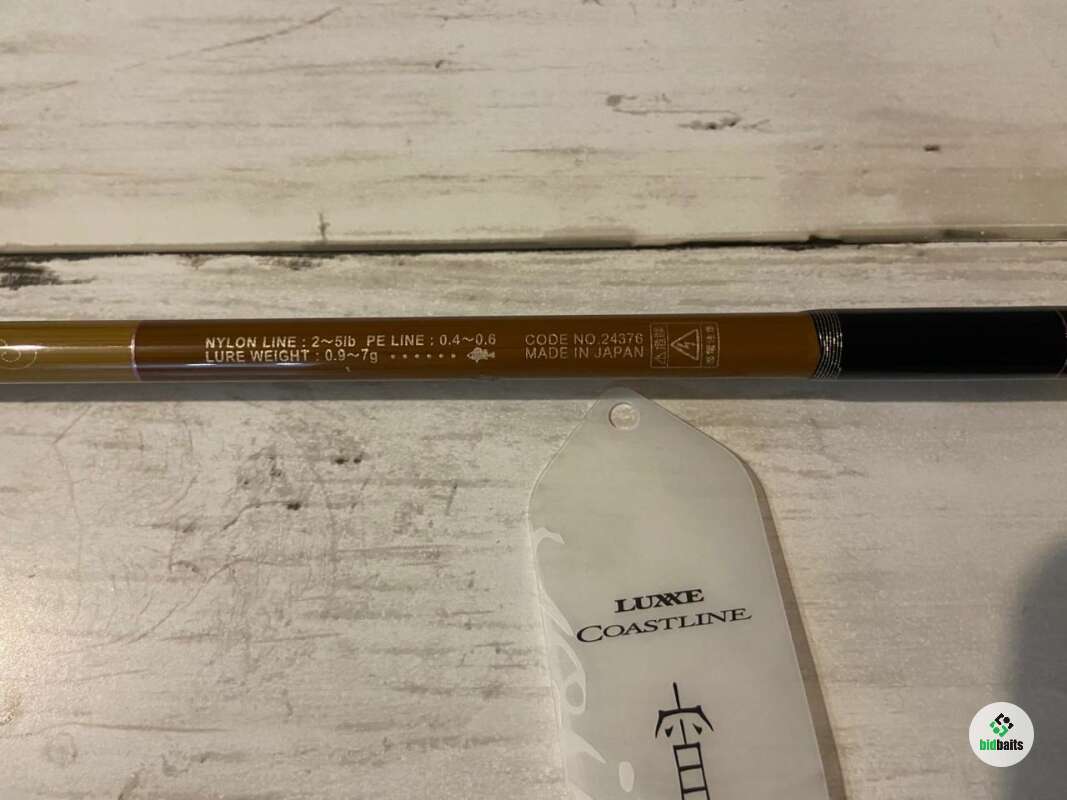 NYLON LINE : 2～5lb PE LINE : 0.4～0.6
LURE WEIGHT : 0.9～7g
CODE NO.24376
MADE IN JAPAN
LUXXE
COASTLINE
宵
bidbaits